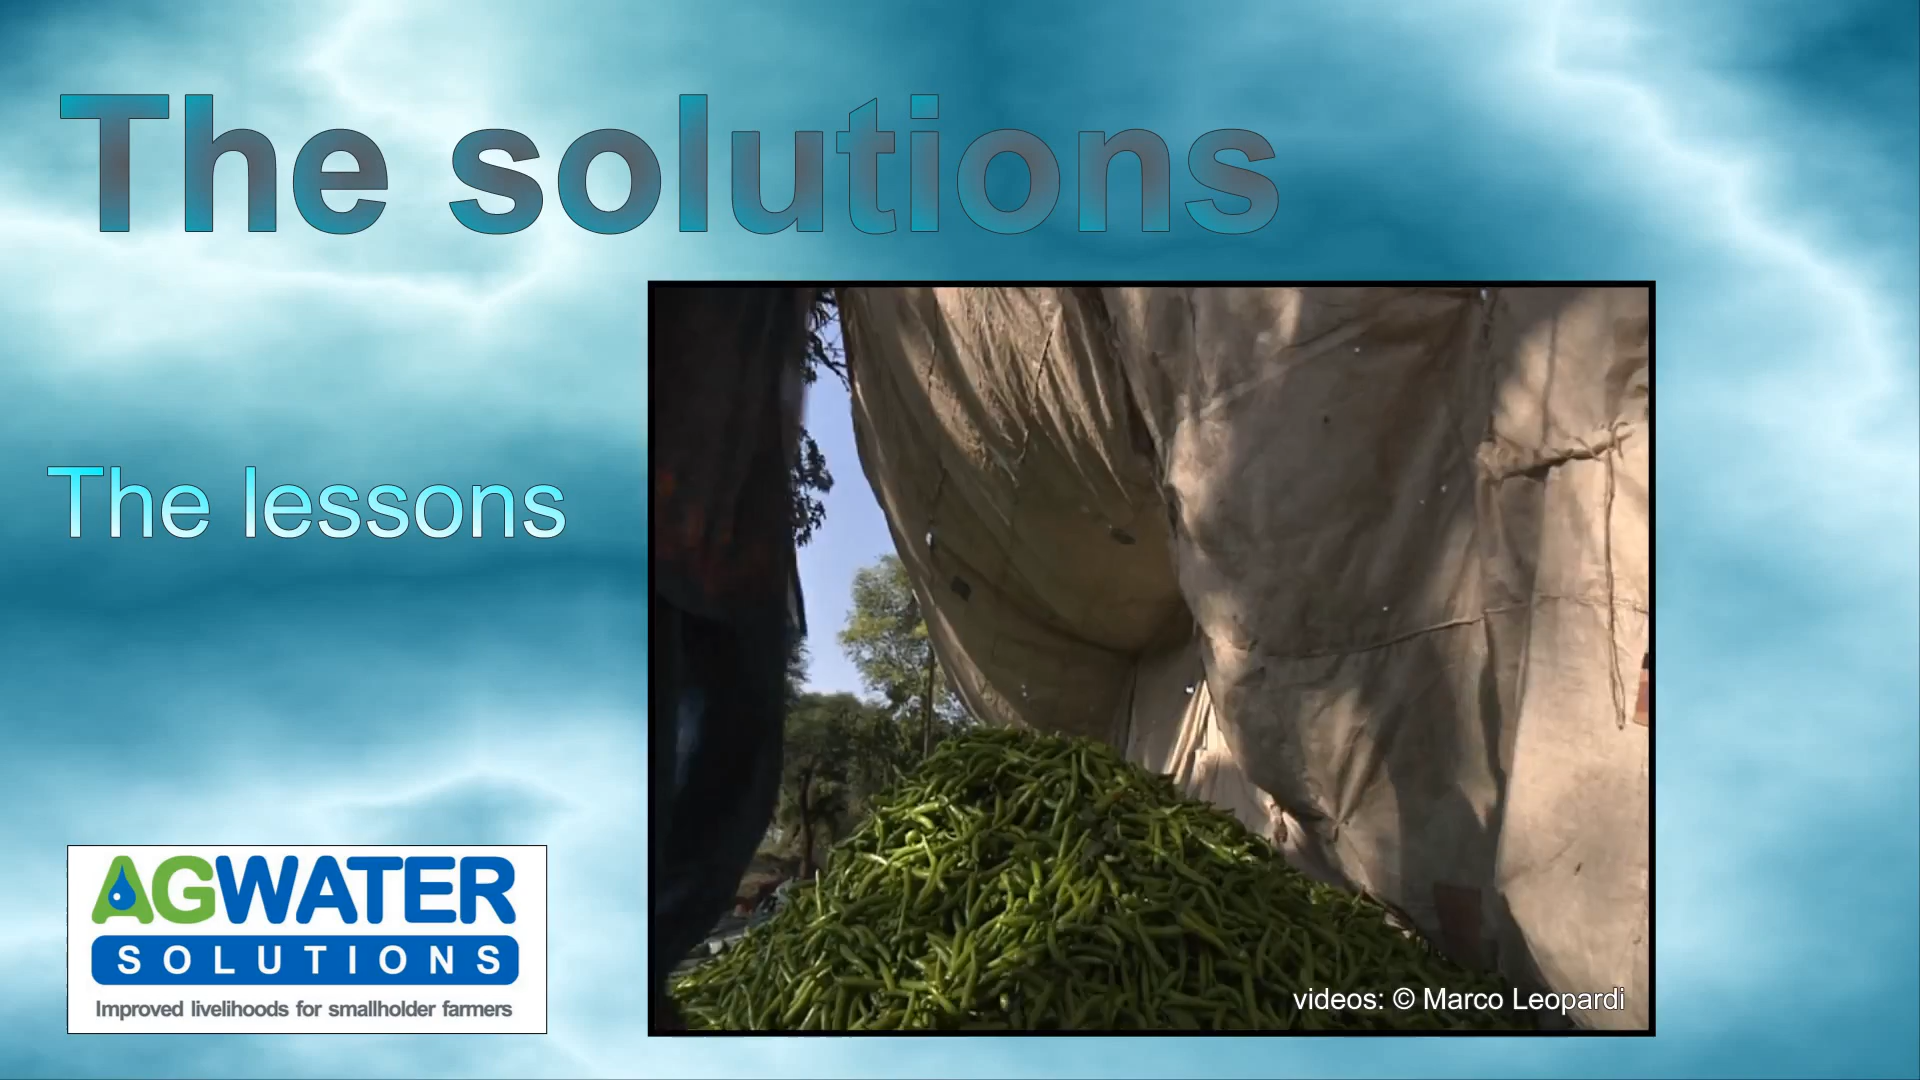 The solutions
The lessons
AGWATER
SOLUTIONS
Improved livelihoods for smallholder farmers
videos: © Marco Leopardi